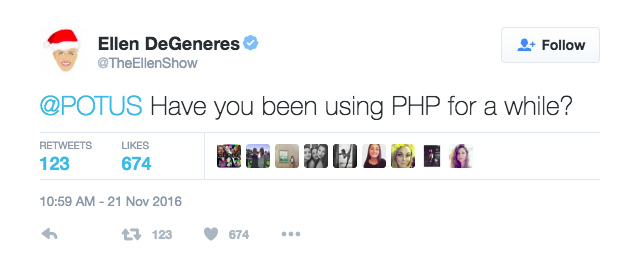 Ellen DeGeneres
@TheEllenShow
Follow
@POTUS Have you been using PHP for a while?
RETWEETS LIKES
123 674
10:59 AM - 21 Nov 2016
123 674